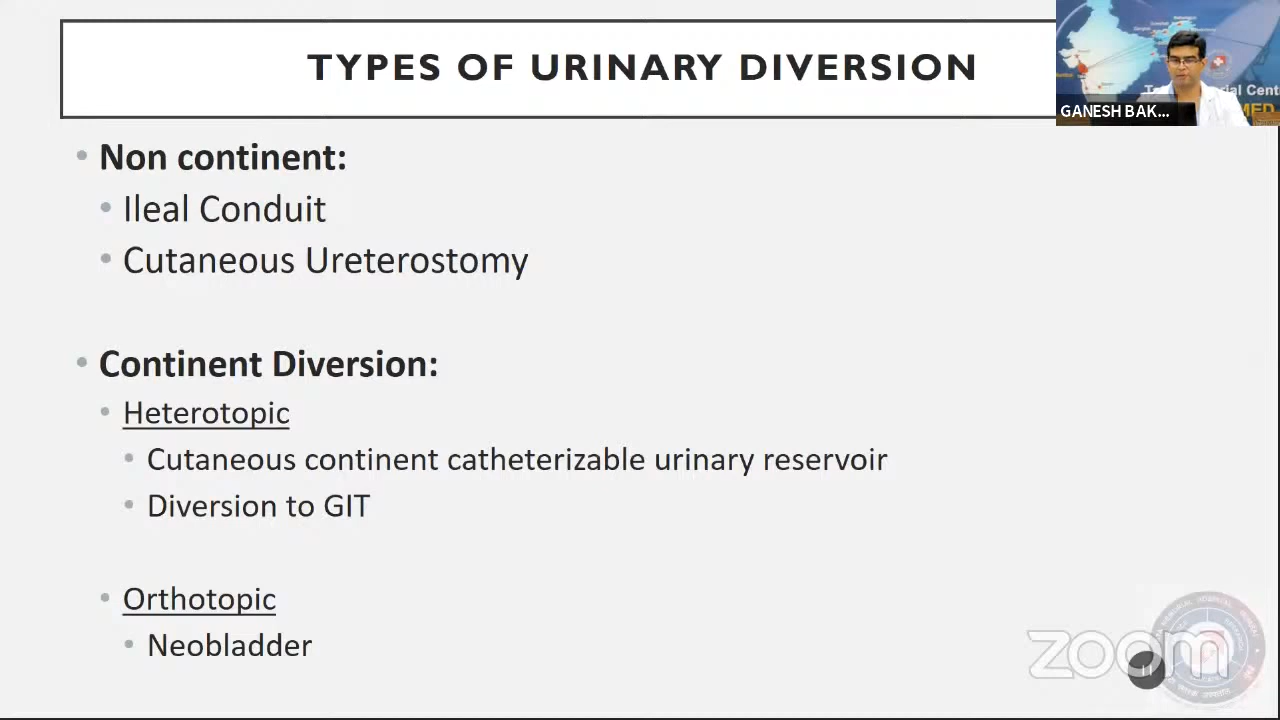 TYPES OF URINARY DIVERSION
GANESH BAK...
• Non continent:
• Ileal Conduit
• Cutaneous Ureterostomy
• Continent Diversion:
• Heterotopic
• Cutaneous continent catheterizable urinary reservoir
• Diversion to GIT
• Orthotopic
• Neobladder
zoom
11